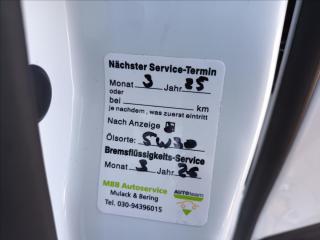 Nächster Service-Termin
Monat 3 Jahr 25
oder
bei km
je nachdem, was zuerst eintritt
Nach Anzeige
Ölsorte: 5W30
Bremsflüssigkeits-Service
Monat 3 Jahr 26
MBB Autoservice
Mulack & Bering
Tel. 030-94396015
AUTOteam